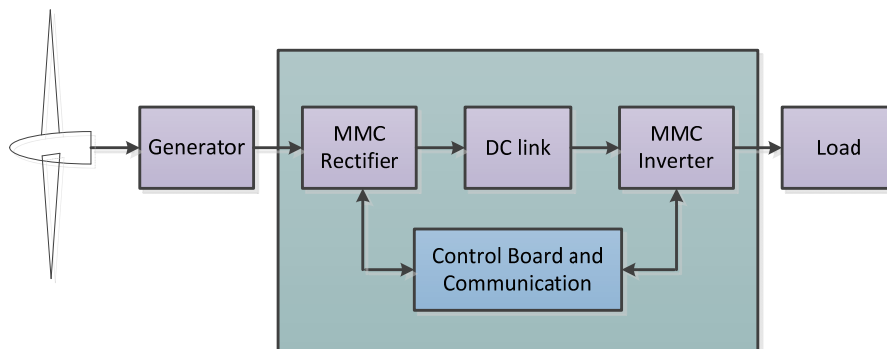 Generator
MMC
Rectifier
DC link
MMC
Inverter
Load
Control Board and
Communication